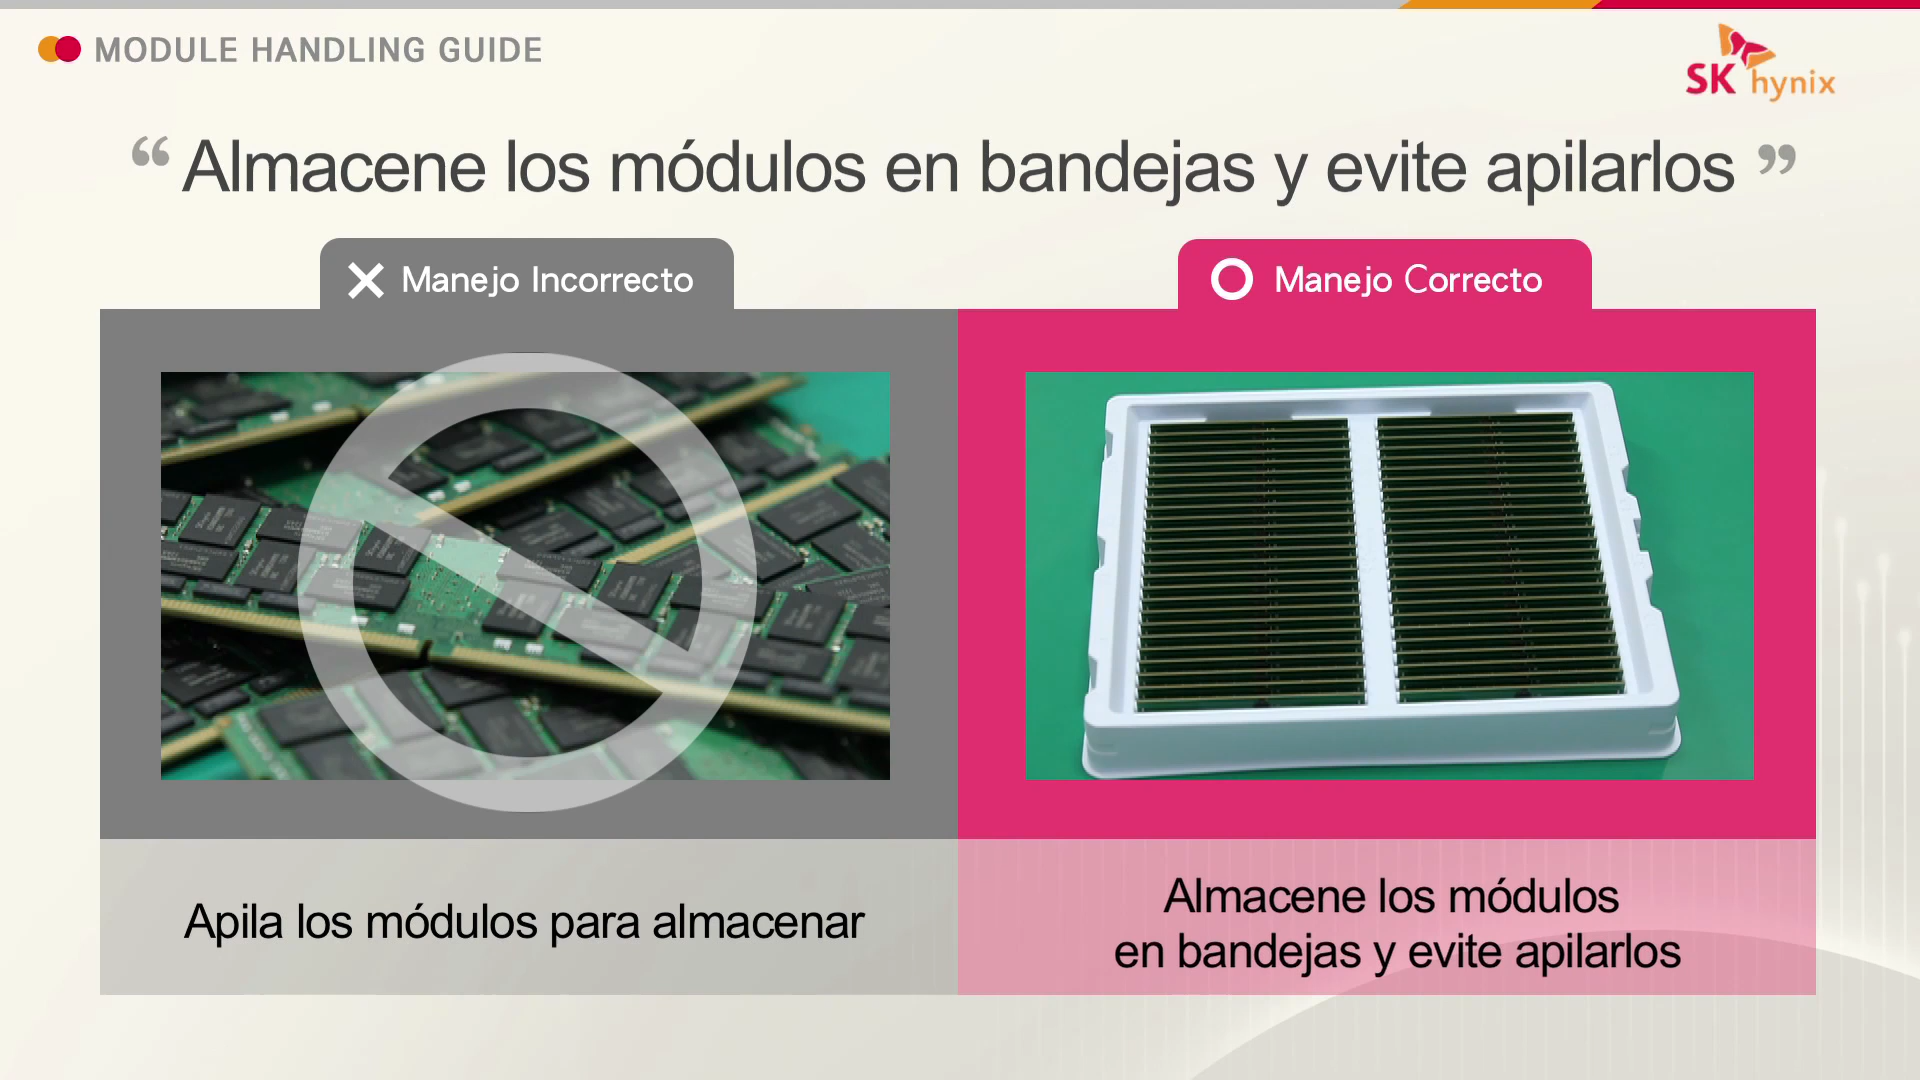 MODULE HANDLING GUIDE
SK hynix
“ Almacene los módulos en bandejas y evite apilarlos ”
Manejo Incorrecto
Manejo Correcto
Apila los módulos para almacenar
Almacene los módulos
en bandejas y evite apilarlos